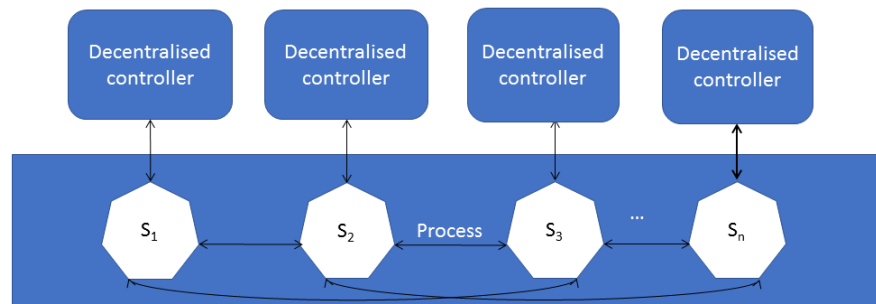 Decentralised
controller
Decentralised
controller
Decentralised
controller
Decentralised
controller
S1
S2
Process
S3
...
Sn